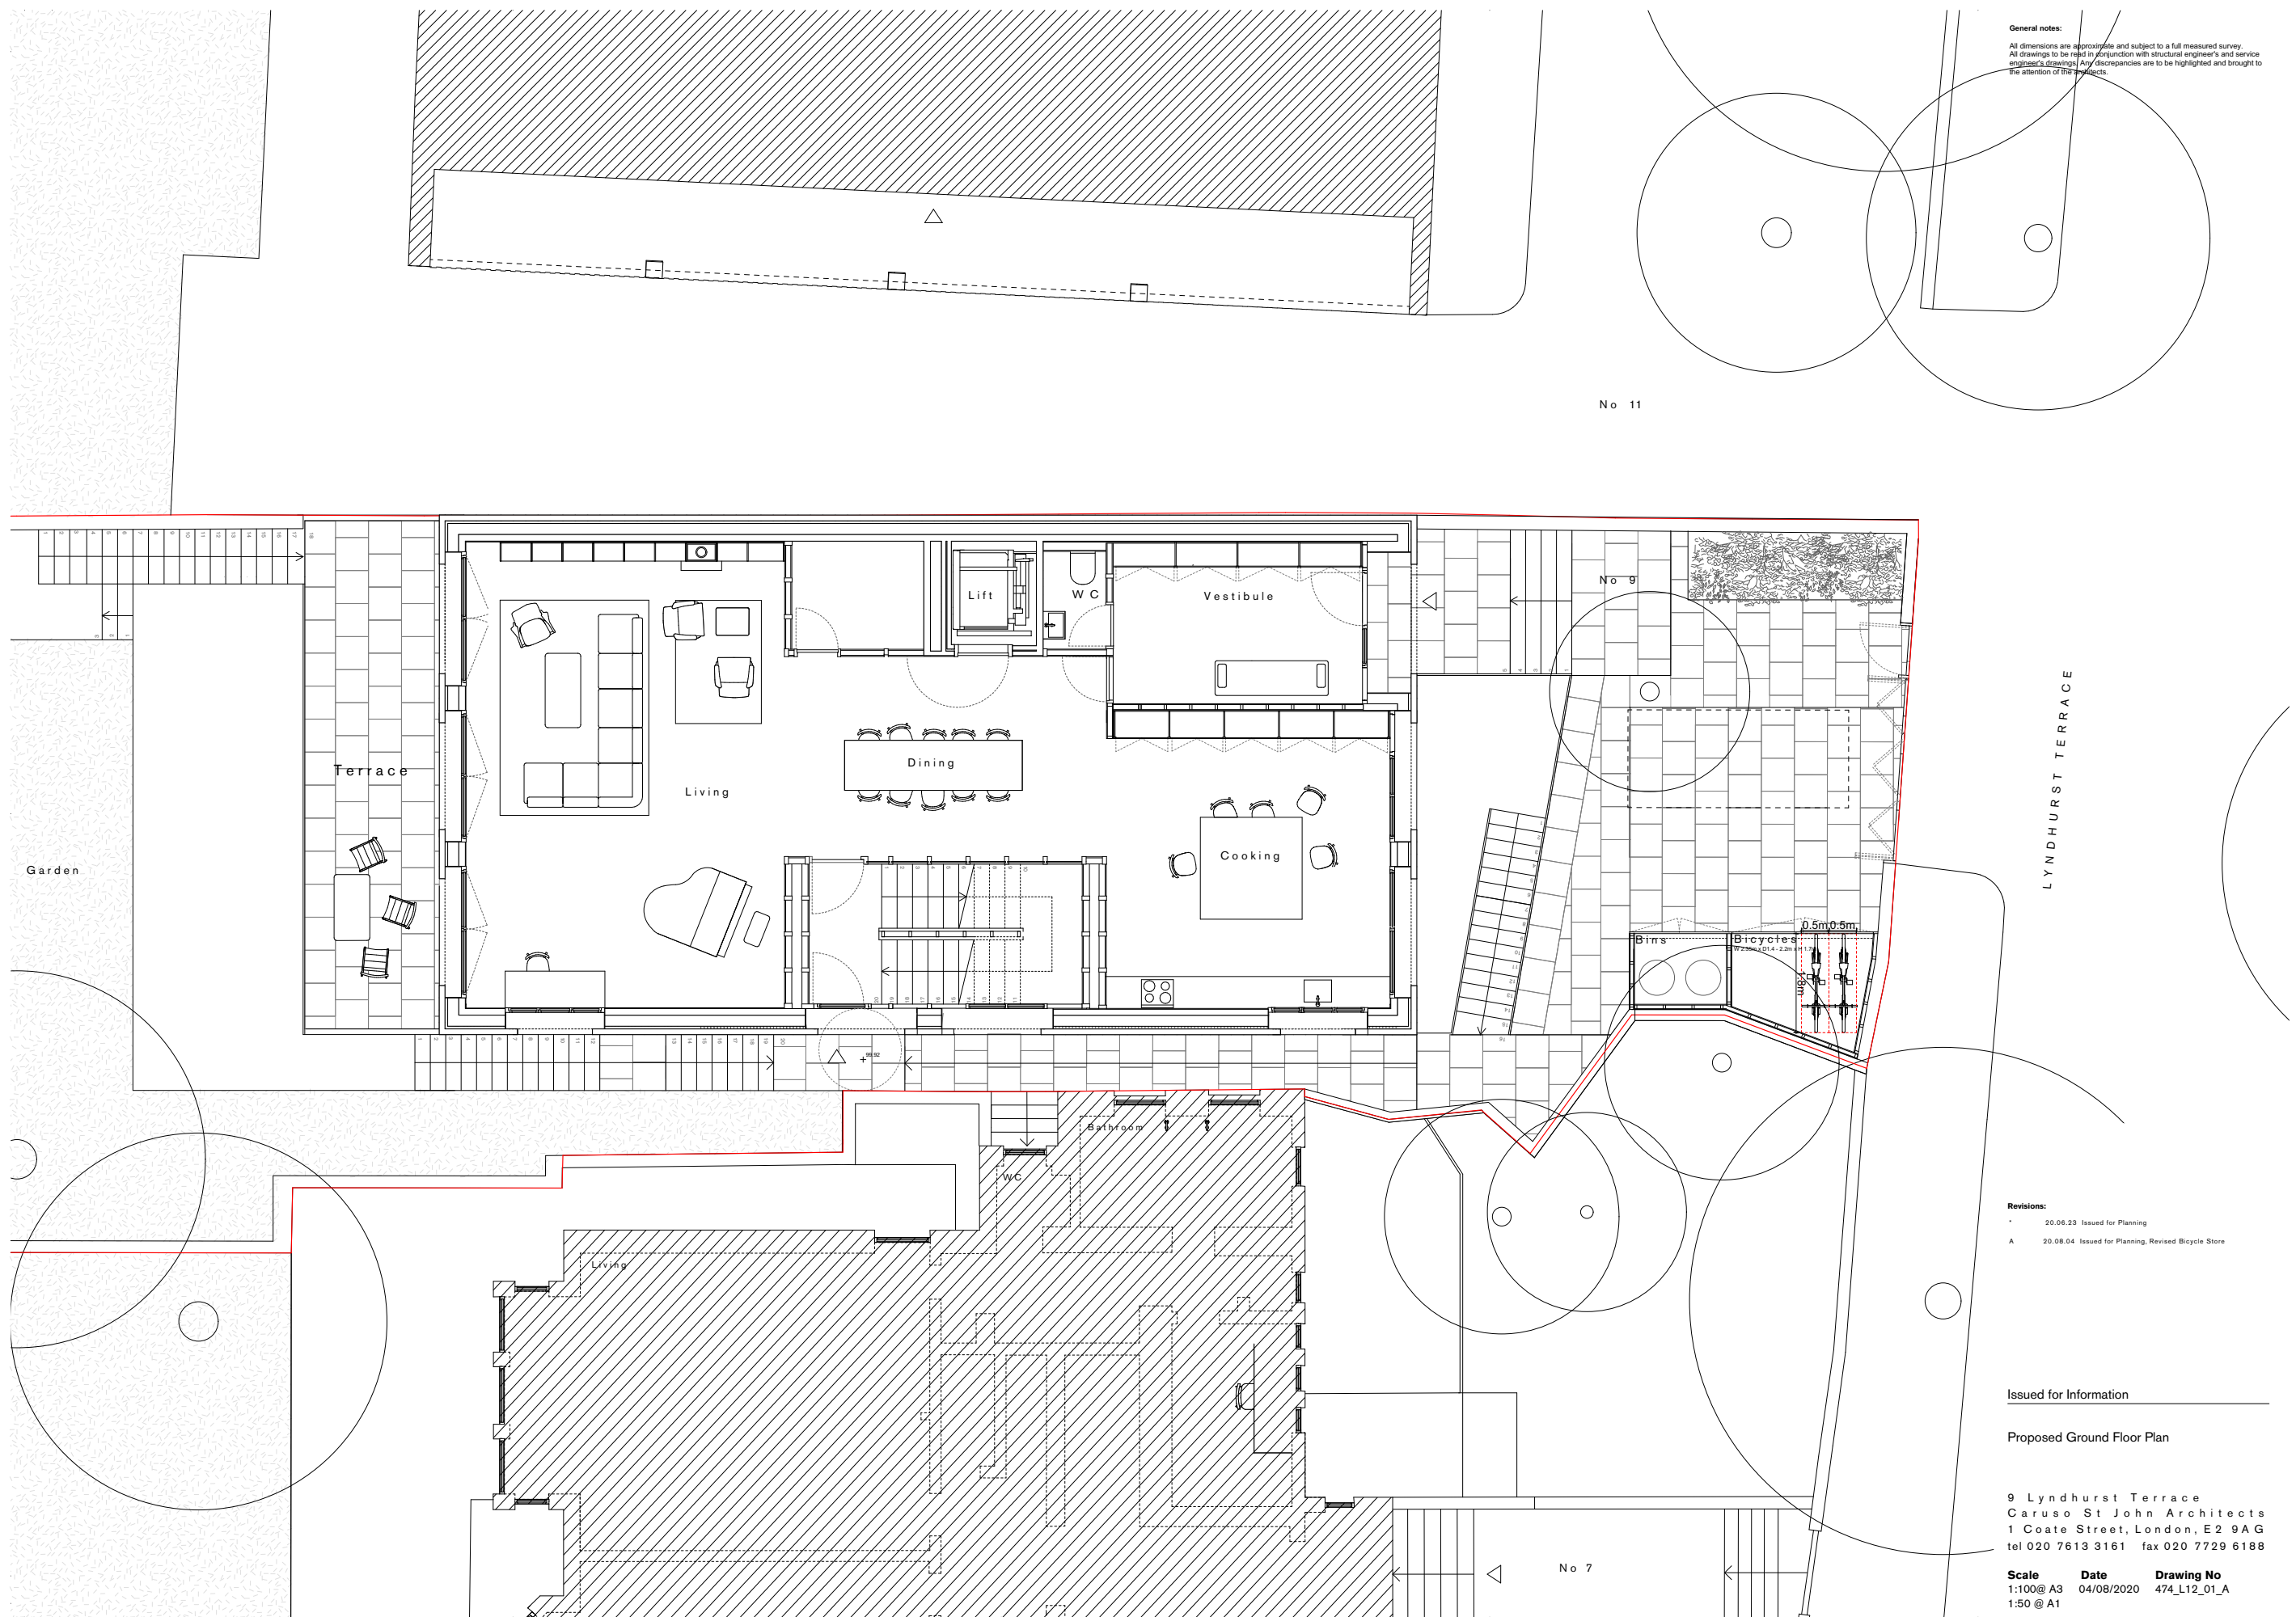 General notes:
All dimensions are approximate and subject to a full measured survey.
All drawings to be read in conjunction with structural engineer's and service
engineer's drawings. Any discrepancies are to be highlighted and brought to
the attention of the architects.
No 11
No 9
Lift
WC
Vestibule
Terrace
Living
Dining
Cooking
Garden
LYNDHURST TERRACE
Bins
Bicycles
0.5m 0.5m
1.8m
99.92
Bathroom
WC
Living
No 7
Revisions:
* 20.06.23 Issued for Planning
A 20.08.04 Issued for Planning, Revised Bicycle Store
Issued for Information
Proposed Ground Floor Plan
9 Lyndhurst Terrace
Caruso St John Architects
1 Coate Street, London, E2 9AG
tel 020 7613 3161 fax 020 7729 6188
Scale Date Drawing No
1:100@ A3 04/08/2020 474_L12_01_A
1:50 @ A1